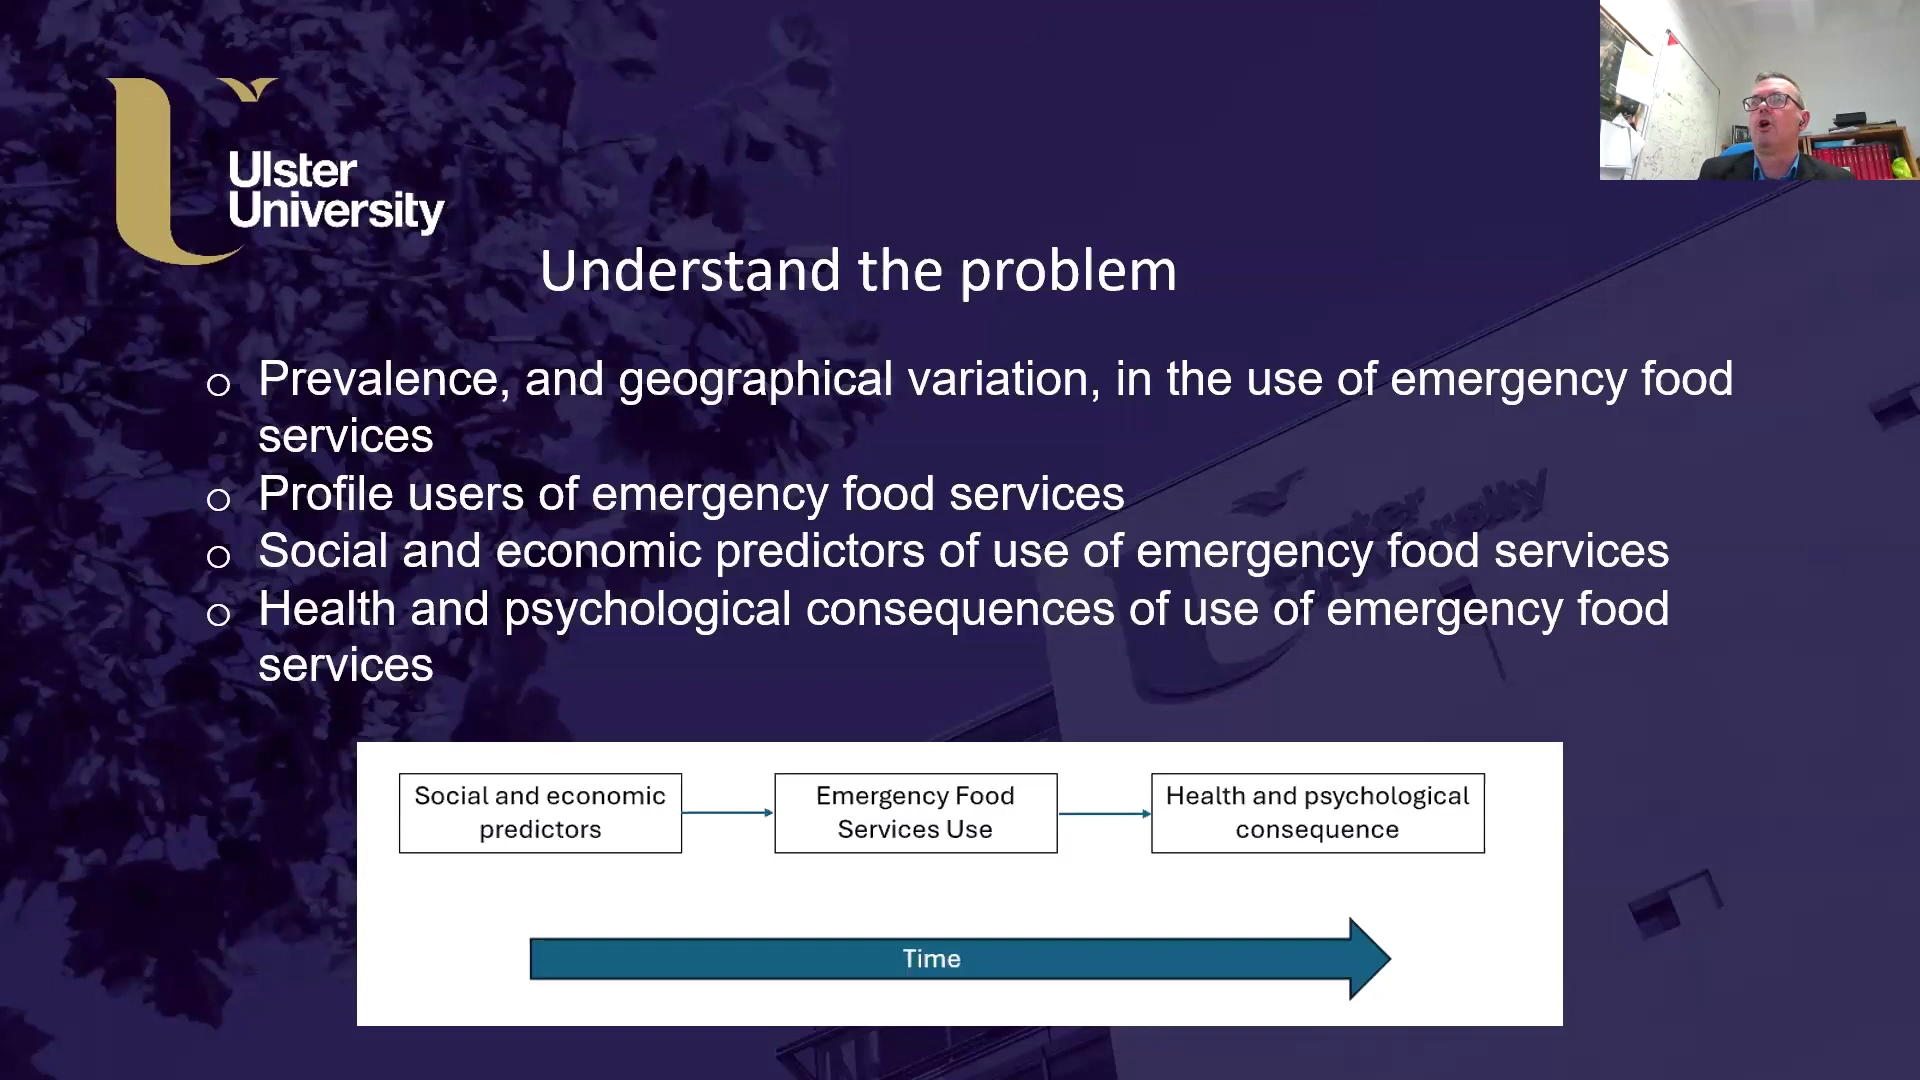 Ulster
University
Understand the problem
Prevalence, and geographical variation, in the use of emergency food
services
Profile users of emergency food services
Social and economic predictors of use of emergency food services
Health and psychological consequences of use of emergency food
services
Social and economic
predictors
Emergency Food
Services Use
Health and psychological
consequence
Time